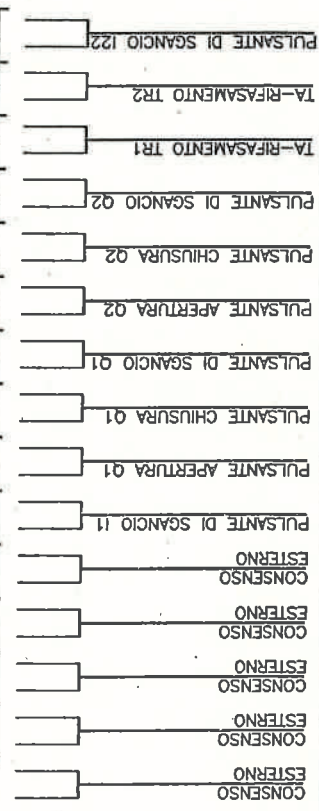 CONSENSO
ESTERNO
CONSENSO
ESTERNO
CONSENSO
ESTERNO
CONSENSO
ESTERNO
CONSENSO
ESTERNO
PULSANTE DI SGANCIO I1
PULSANTE APERTURA Q1
PULSANTE CHIUSURA Q1
PULSANTE DI SGANCIO Q1
PULSANTE APERTURA Q2
PULSANTE CHIUSURA Q2
PULSANTE DI SGANCIO Q2
TA-RIFASAMENTO TR1
TA-RIFASAMENTO TR2
PULSANTE DI SGANCIO I22